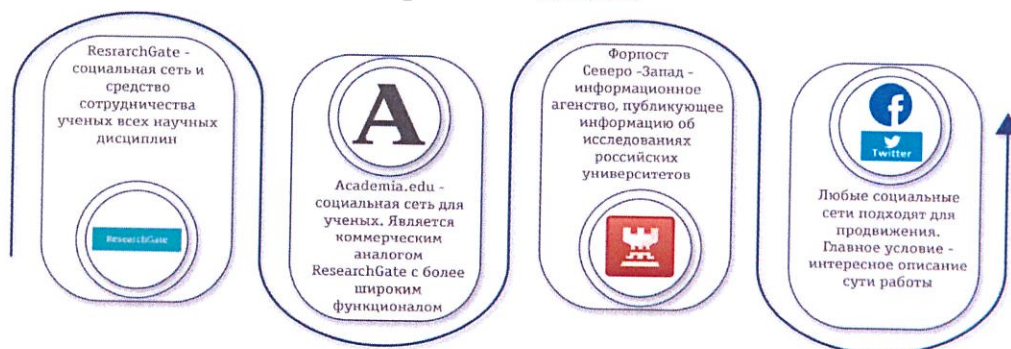 ResrarchGate -
социальная сеть и
средство
сотрудничества
ученых всех научных
дисциплин
ResearchGate
A
Academia.edu -
социальная сеть для
ученых. Является
коммерческим
аналогом
ResearchGate с более
широким
функционалом
Форпост
Северо -Запад -
информационное
агенство, публикующее
информацию об
исследованиях
российских
университетов
f
Twitter
Любые социальные
сети подходят для
продвижения.
Главное условие -
интересное описание
сути работы